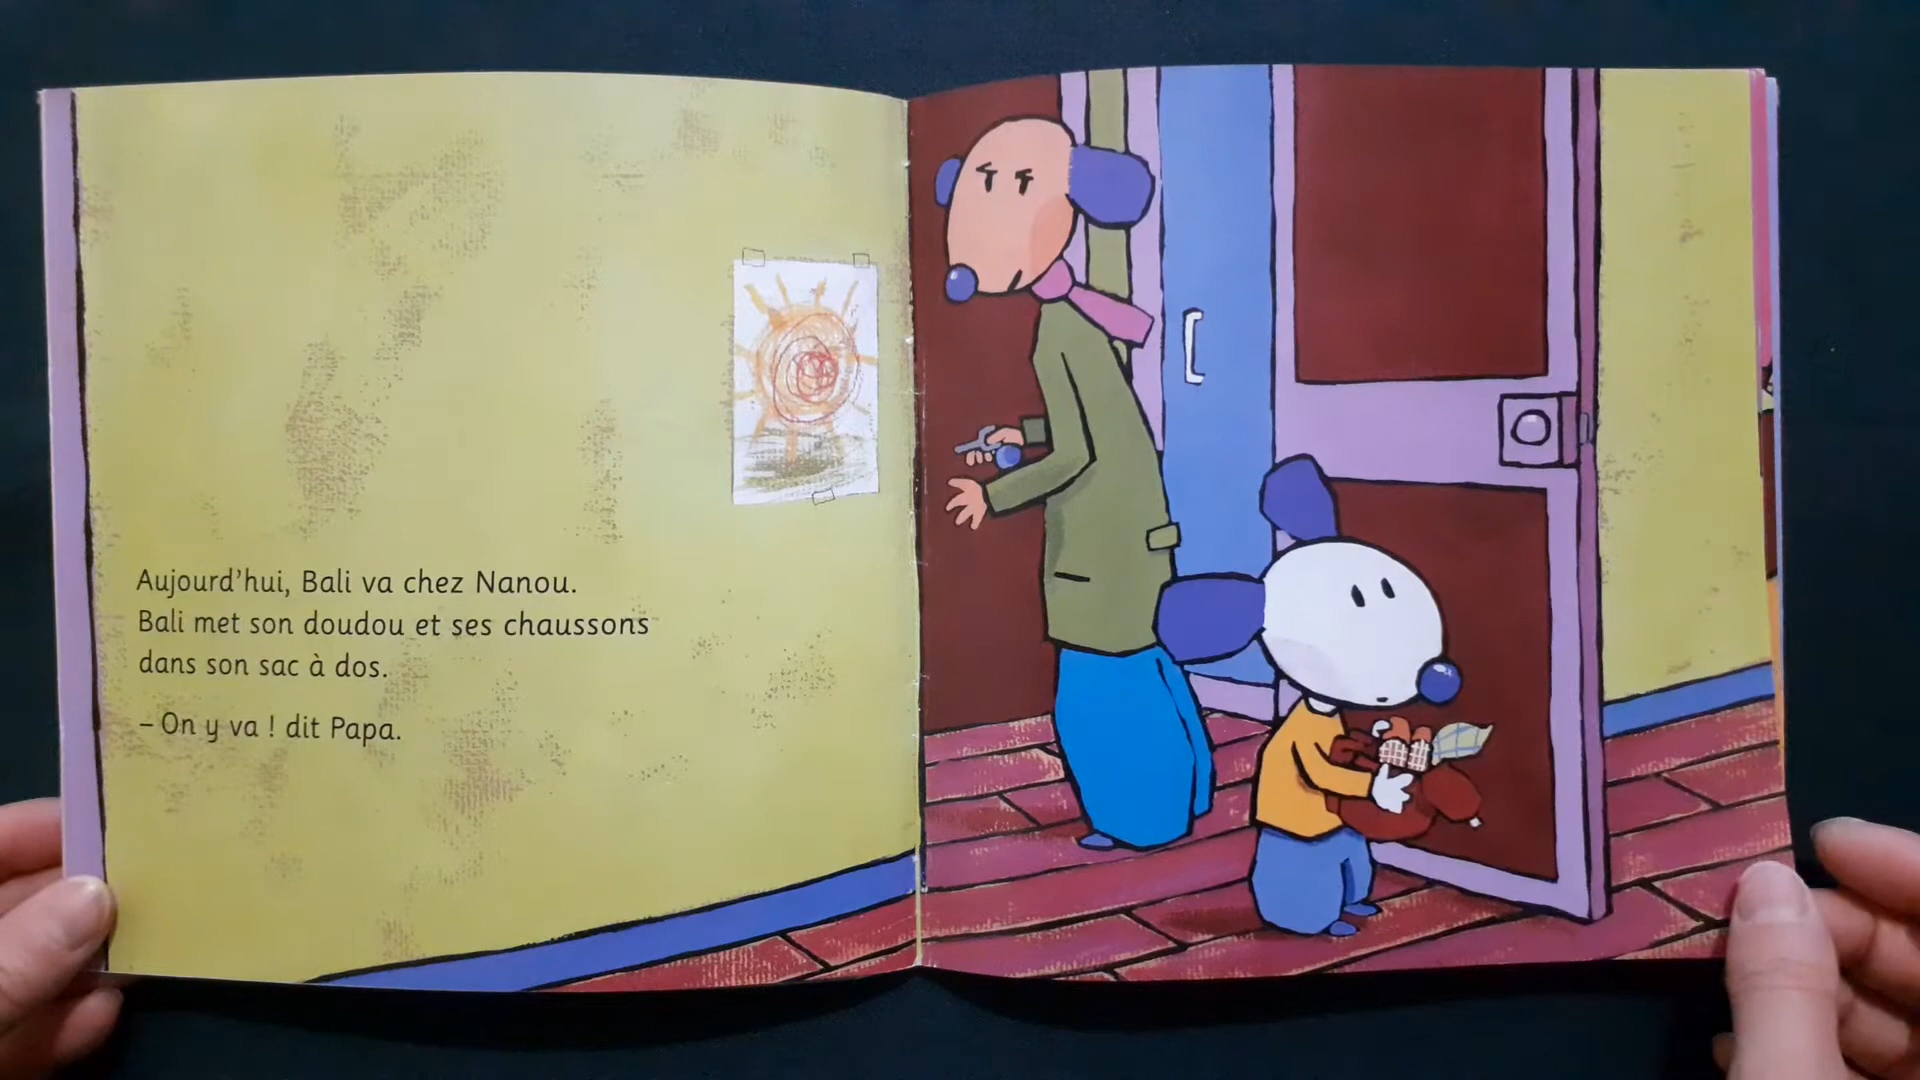 Aujourd'hui, Bali va chez Nanou.
Bali met son doudou et ses chaussons
dans son sac à dos.
– On y va ! dit Papa.